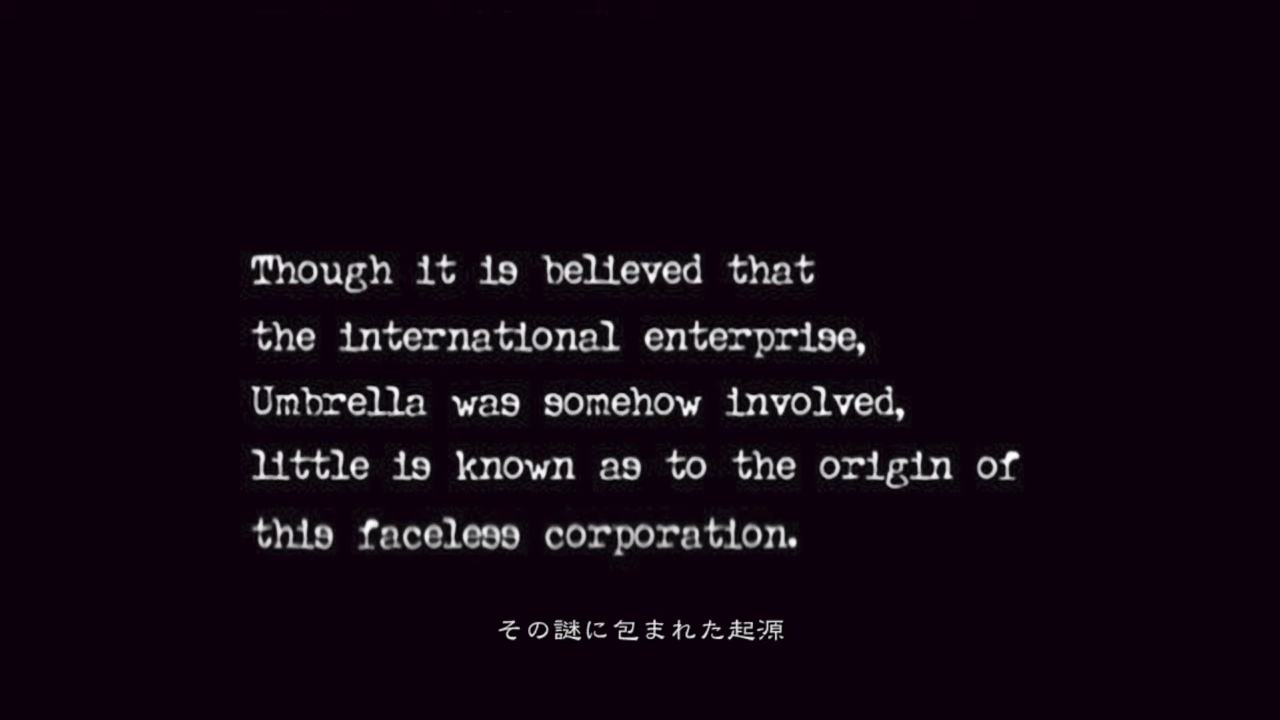 Though it is believed that
the international enterprise,
Umbrella was somehow involved,
little is known as to the origin of
this faceless corporation.
その謎に包まれた起源